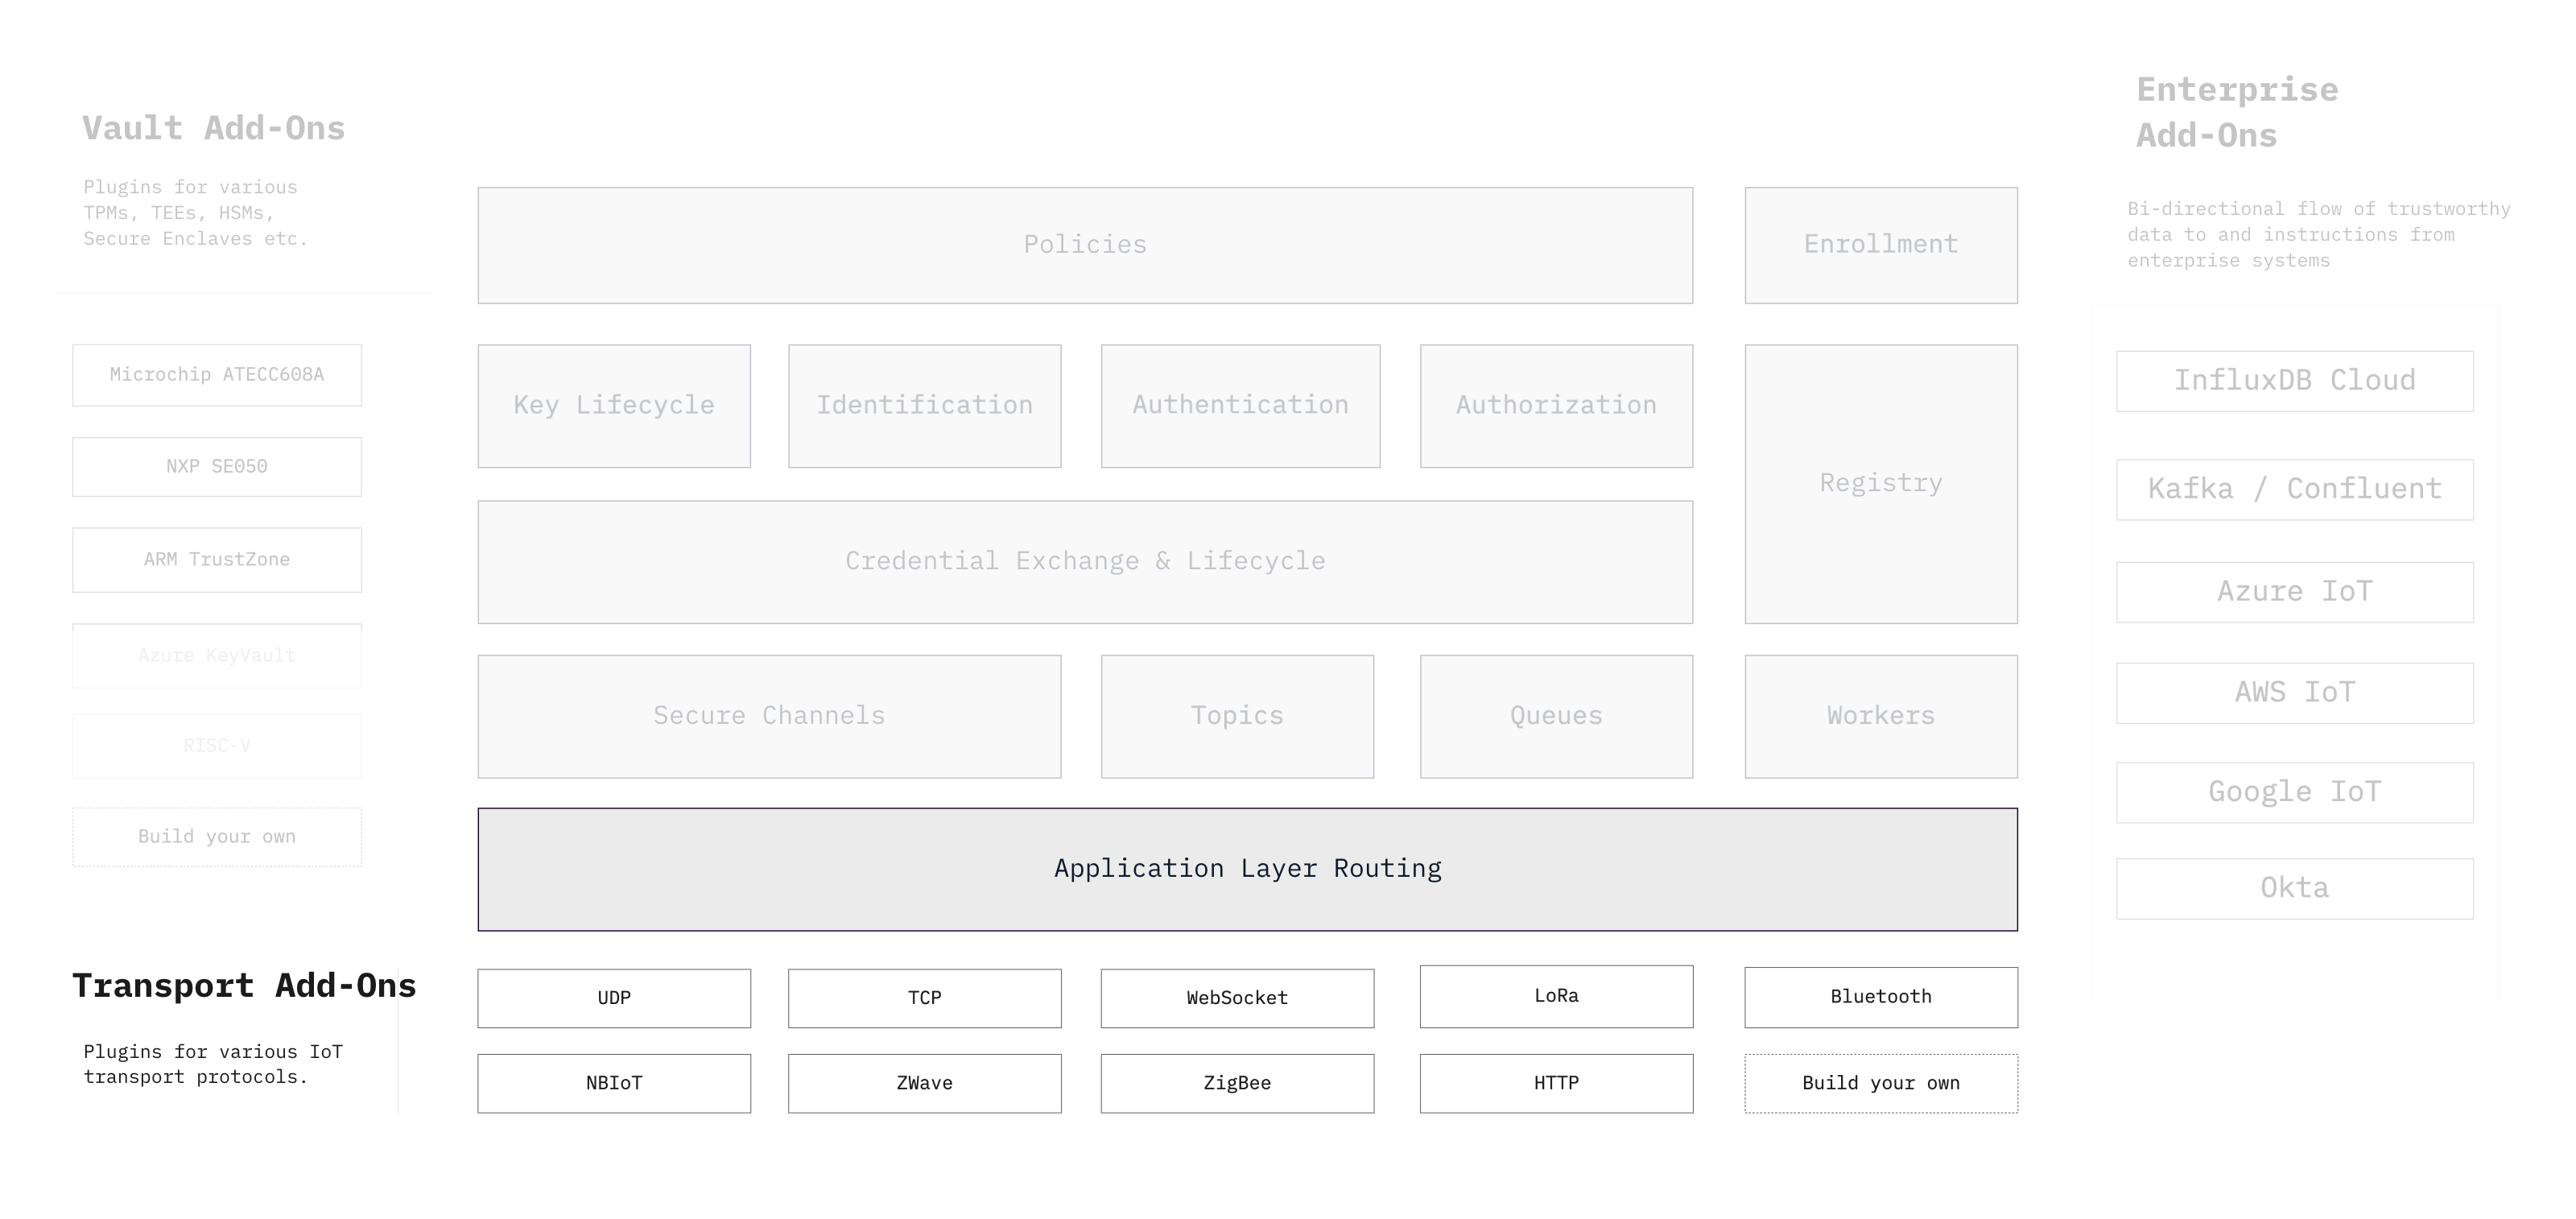 Vault Add-Ons
Plugins for various
TPMs, TEEs, HSMs,
Secure Enclaves etc.
Microchip ATECC608A
NXP SE050
ARM TrustZone
Azure KeyVault
RISC-V
Build your own
Policies
Enrollment
Key Lifecycle
Identification
Authentication
Authorization
Registry
Credential Exchange & Lifecycle
Secure Channels
Topics
Queues
Workers
Application Layer Routing
Enterprise
Add-Ons
Bi-directional flow of trustworthy
data to and instructions from
enterprise systems
InfluxDB Cloud
Kafka / Confluent
Azure IoT
AWS IoT
Google IoT
Okta
Transport Add-Ons
Plugins for various IoT
transport protocols.
UDP
TCP
WebSocket
LoRa
Bluetooth
NBIoT
ZWave
ZigBee
HTTP
Build your own